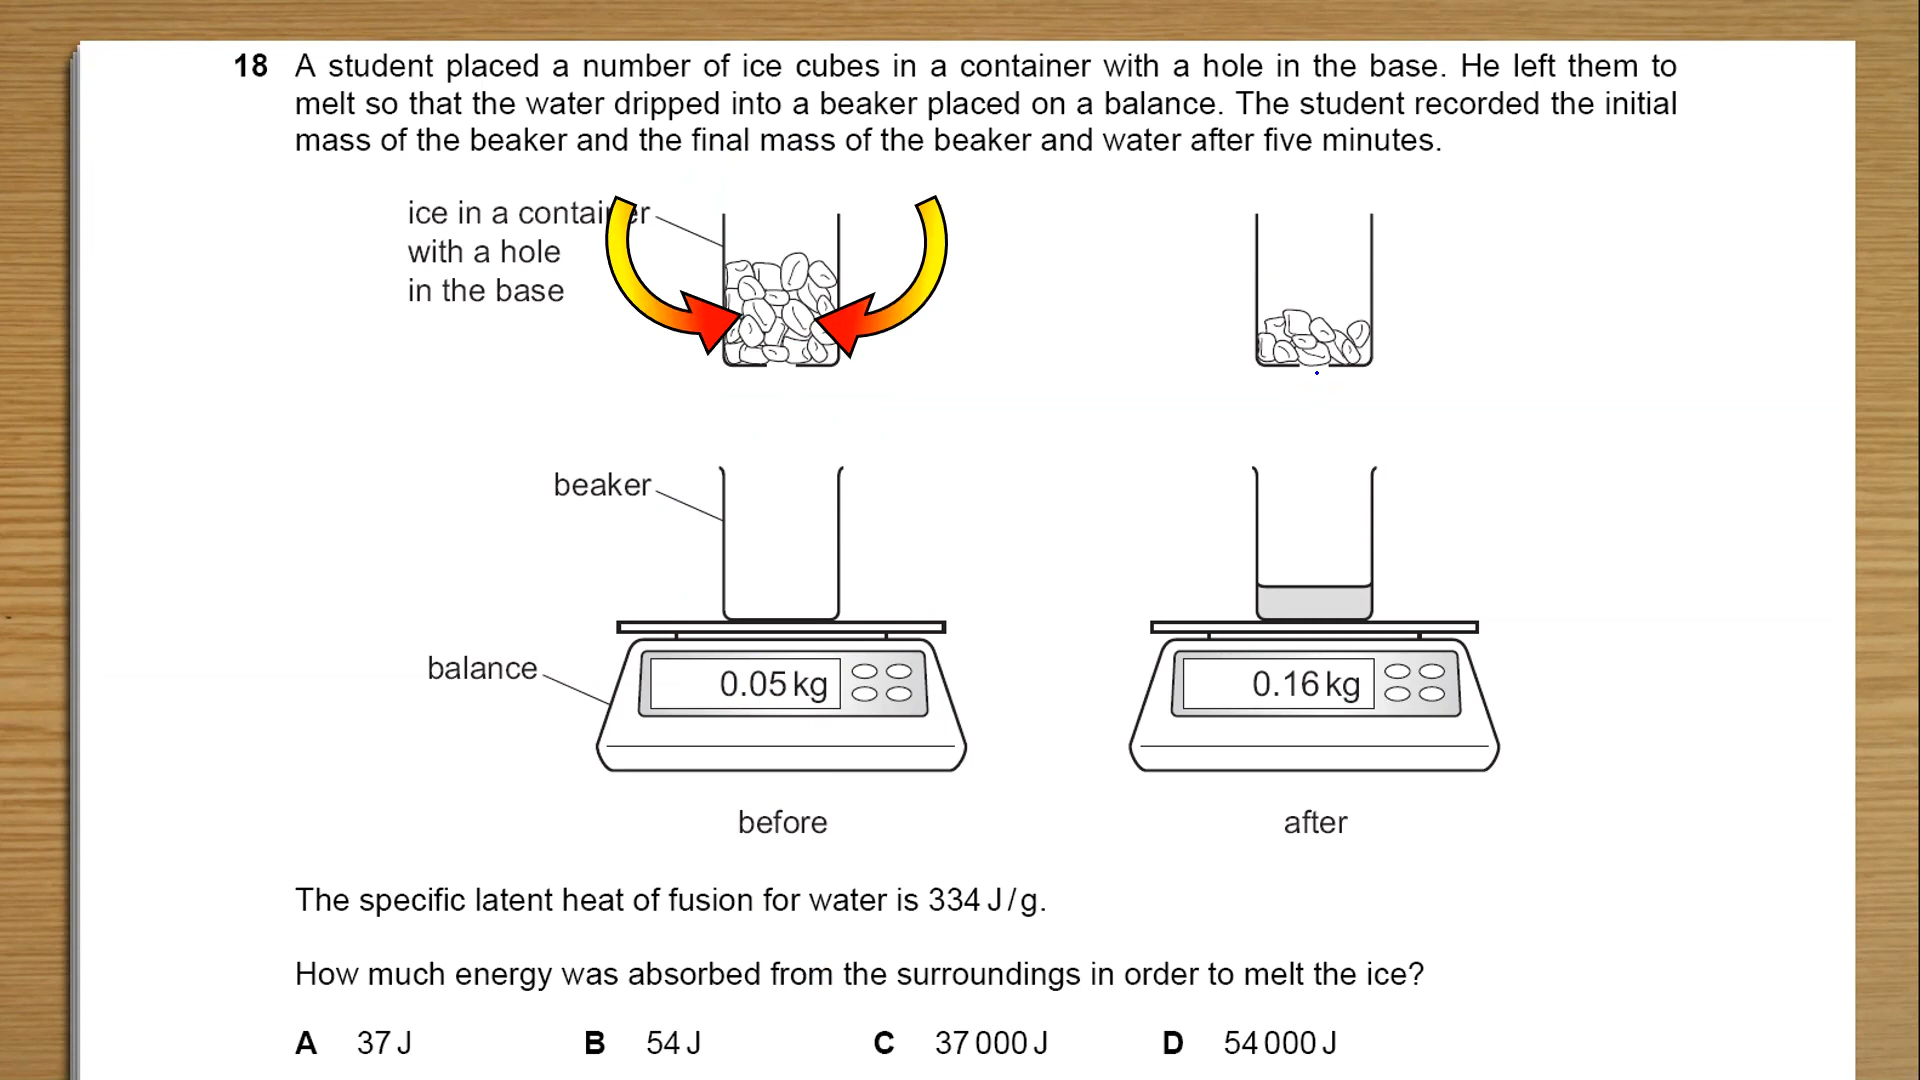 18 A student placed a number of ice cubes in a container with a hole in the base. He left them to
melt so that the water dripped into a beaker placed on a balance. The student recorded the initial
mass of the beaker and the final mass of the beaker and water after five minutes.
ice in a container
with a hole
in the base
beaker
balance
0.05 kg
0.16 kg
before
after
The specific latent heat of fusion for water is 334 J / g.
How much energy was absorbed from the surroundings in order to melt the ice?
A 37 J B 54 J C 37 000 J D 54 000 J